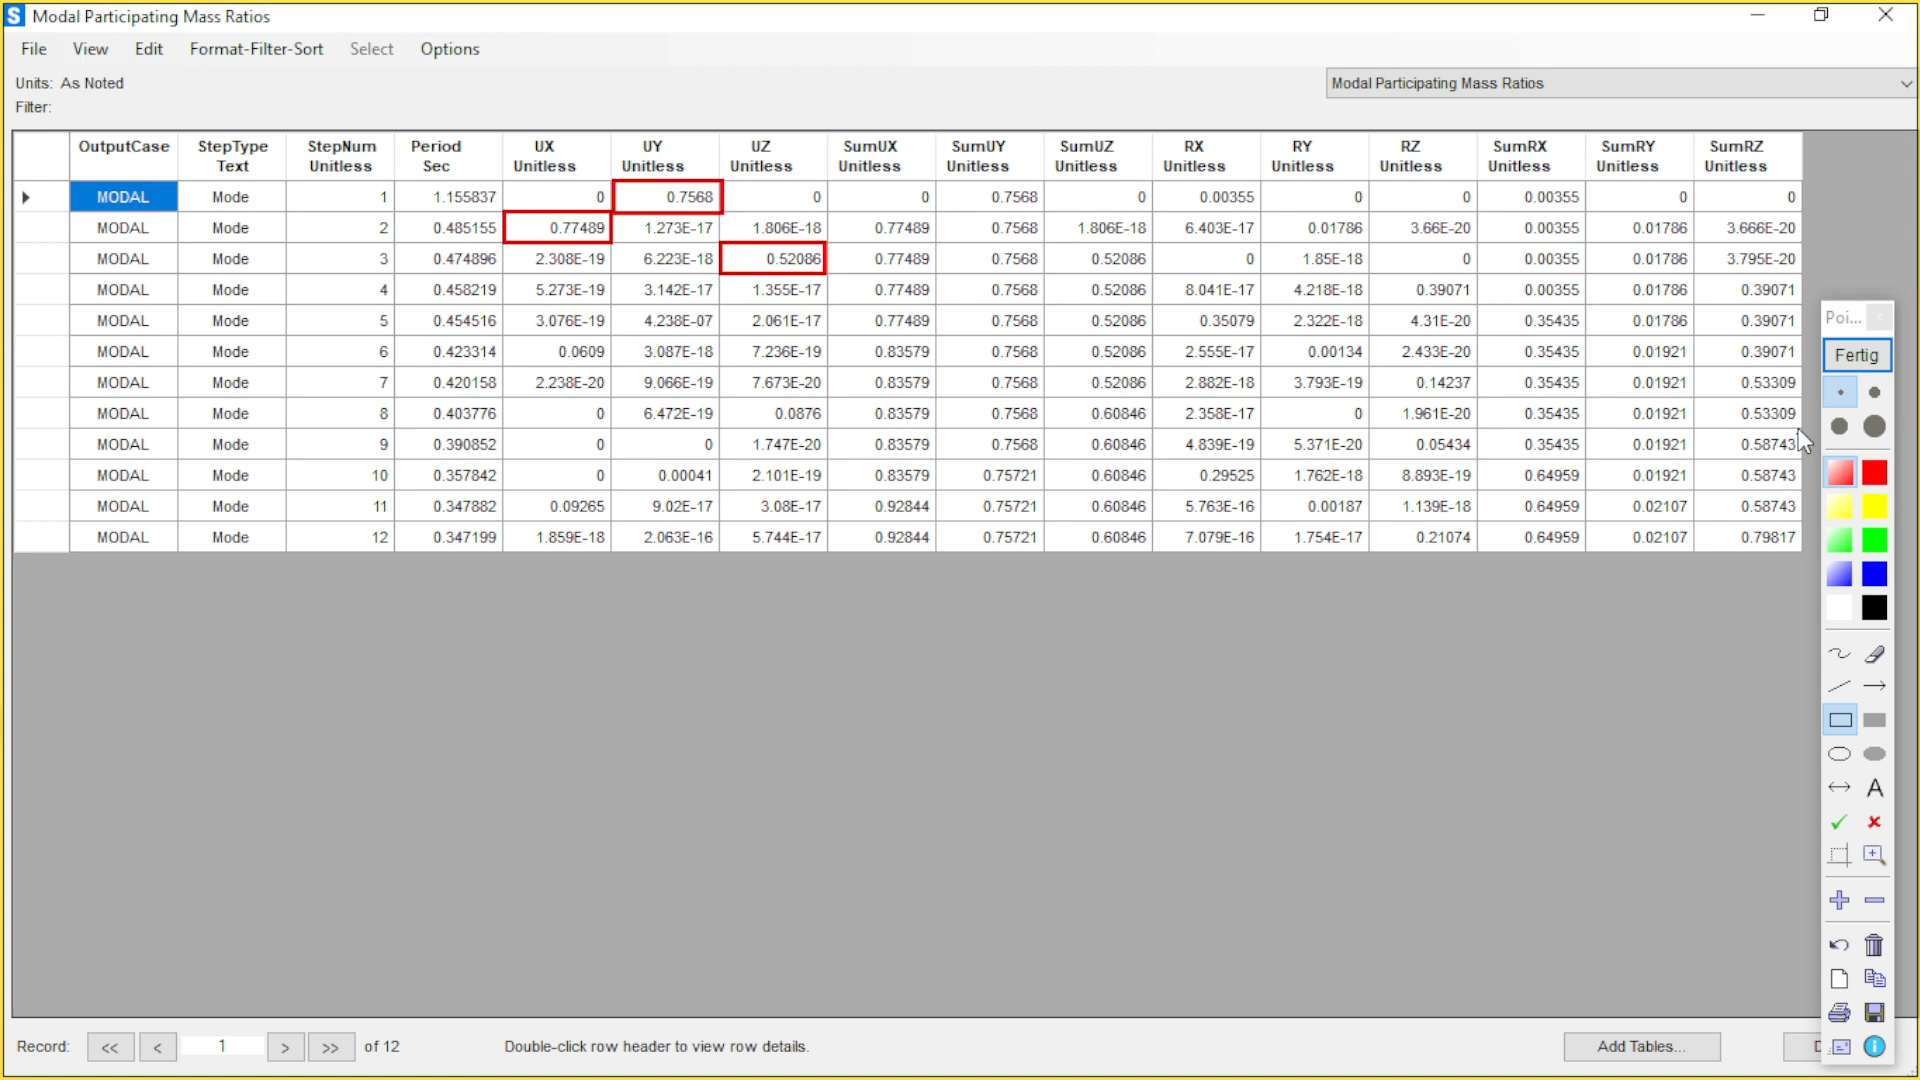 S Modal Participating Mass Ratios
File View Edit Format-Filter-Sort Select Options
Units: As Noted
Modal Participating Mass Ratios
Filter:
OutputCase StepType Text StepNum Unitless Period Sec UX Unitless UY Unitless UZ Unitless SumUX Unitless SumUY Unitless SumUZ Unitless RX Unitless RY Unitless RZ Unitless SumRX Unitless SumRY Unitless SumRZ Unitless
MODAL Mode 1 1.155837 0 0.7568 0 0 0.7568 0 0.00355 0 0 0.00355 0 0
MODAL Mode 2 0.485155 0.77489 1.273E-17 1.806E-18 0.77489 0.7568 1.806E-18 6.403E-17 0.01786 3.66E-20 0.00355 0.01786 3.666E-20
MODAL Mode 3 0.474896 2.308E-19 6.223E-18 0.52086 0.77489 0.7568 0.52086 0 1.85E-18 0 0.00355 0.01786 3.795E-20
MODAL Mode 4 0.458219 5.273E-19 3.142E-17 1.355E-17 0.77489 0.7568 0.52086 8.041E-17 4.218E-18 0.39071 0.00355 0.01786 0.39071
MODAL Mode 5 0.454516 3.076E-19 4.238E-07 2.061E-17 0.77489 0.7568 0.52086 0.35079 2.322E-18 4.31E-20 0.35435 0.01786 0.39071
MODAL Mode 6 0.423314 0.0609 3.087E-18 7.236E-19 0.83579 0.7568 0.52086 2.555E-17 0.00134 2.433E-20 0.35435 0.01921 0.39071
MODAL Mode 7 0.420158 2.238E-20 9.066E-19 7.673E-20 0.83579 0.7568 0.52086 2.882E-18 3.793E-19 0.14237 0.35435 0.01921 0.53309
MODAL Mode 8 0.403776 0 6.472E-19 0.0876 0.83579 0.7568 0.60846 2.358E-17 0 1.961E-20 0.35435 0.01921 0.53309
MODAL Mode 9 0.390852 0 0 1.747E-20 0.83579 0.7568 0.60846 4.839E-19 5.371E-20 0.05434 0.35435 0.01921 0.58743
MODAL Mode 10 0.357842 0 0.00041 2.101E-19 0.83579 0.75721 0.60846 0.29525 1.762E-18 8.893E-19 0.64959 0.01921 0.58743
MODAL Mode 11 0.347882 0.09265 9.02E-17 3.08E-17 0.92844 0.75721 0.60846 5.763E-16 0.00187 1.139E-18 0.64959 0.02107 0.58743
MODAL Mode 12 0.347199 1.859E-18 2.063E-16 5.744E-17 0.92844 0.75721 0.60846 7.079E-16 1.754E-17 0.21074 0.64959 0.02107 0.79817
Poi...
Fertig
A
Record: << < 1 > >> of 12 Double-click row header to view row details. Add Tables...